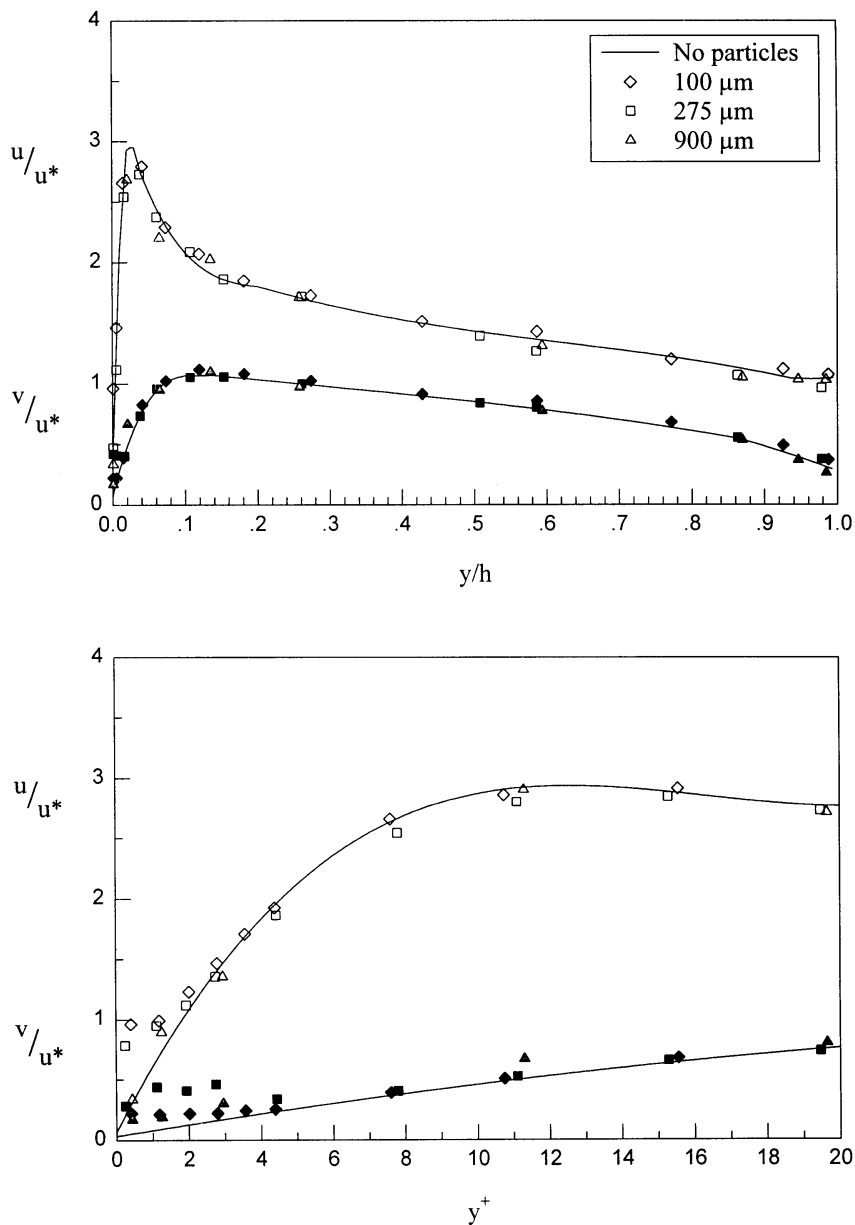 4
3
2
1
0
u/u*
v/u*
No particles
100 µm
275 µm
900 µm
0.0 .1 .2 .3 .4 .5 .6 .7 .8 .9 1.0
y/h
4
3
2
1
0
u/u*
v/u*
0 2 4 6 8 10 12 14 16 18 20
y+